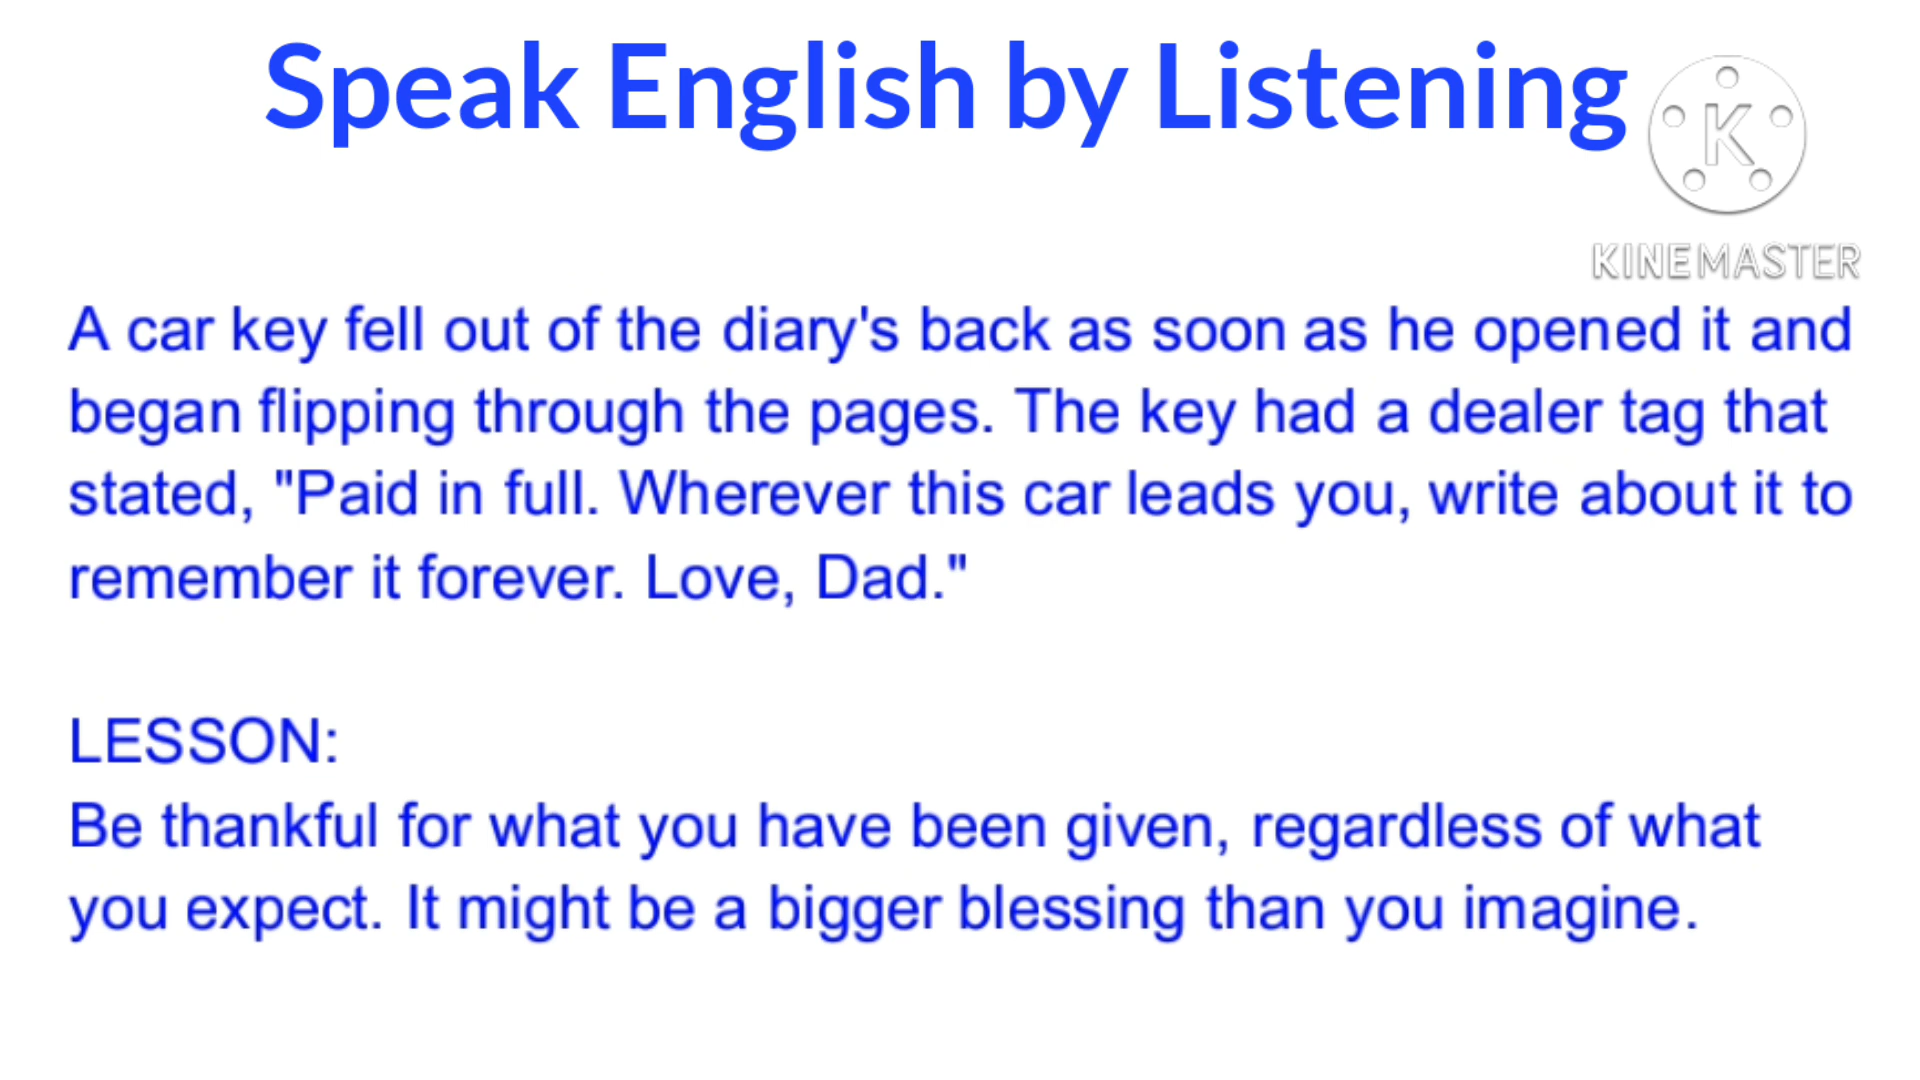 Speak English by Listening
K
KINEMASTER
A car key fell out of the diary's back as soon as he opened it and
began flipping through the pages. The key had a dealer tag that
stated, "Paid in full. Wherever this car leads you, write about it to
remember it forever. Love, Dad."
LESSON:
Be thankful for what you have been given, regardless of what
you expect. It might be a bigger blessing than you imagine.